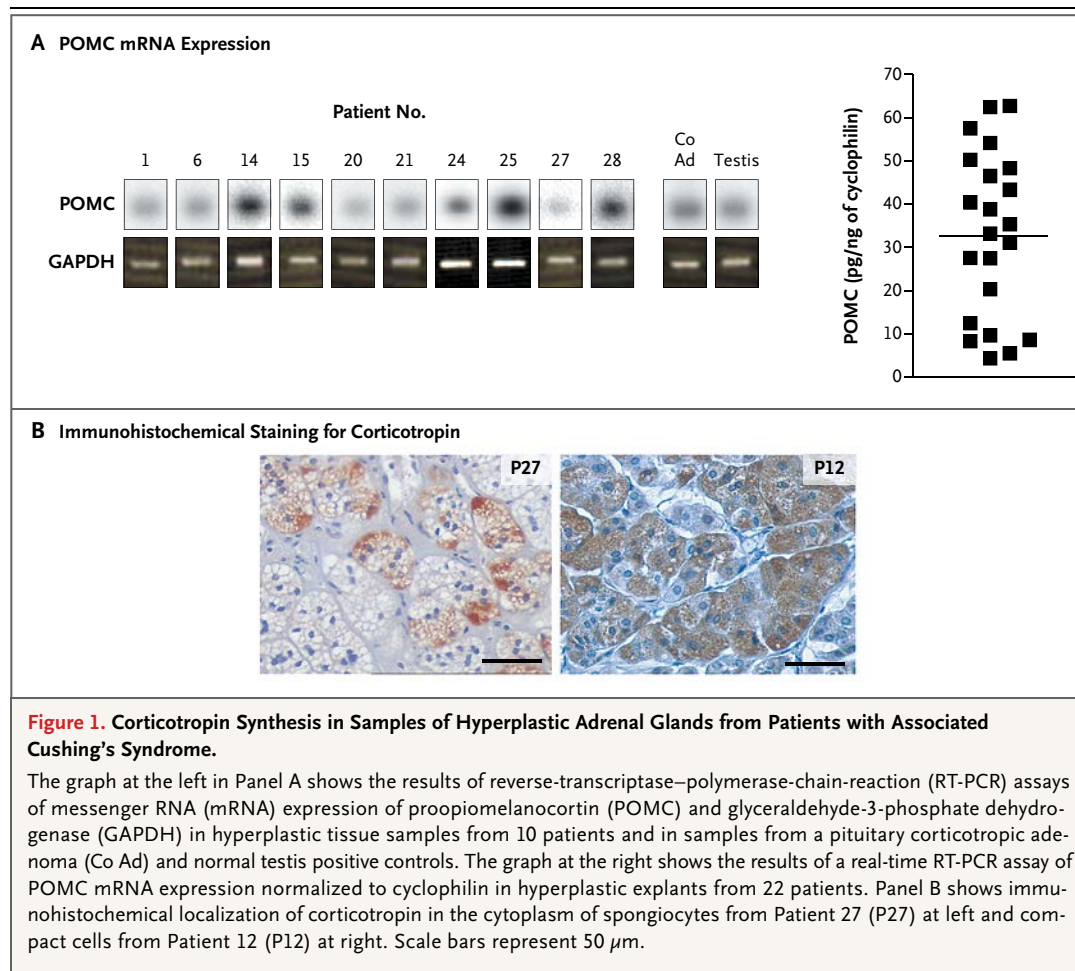 A POMC mRNA Expression
Patient No.
1 6 14 15 20 21 24 25 27 28 Co Ad Testis
POMC
GAPDH
POMC (pg/ng of cyclophilin)
70
60
50
40
30
20
10
0
B Immunohistochemical Staining for Corticotropin
P27 P12
Figure 1. Corticotropin Synthesis in Samples of Hyperplastic Adrenal Glands from Patients with Associated
Cushing’s Syndrome.
The graph at the left in Panel A shows the results of reverse-transcriptase–polymerase-chain-reaction (RT-PCR) assays
of messenger RNA (mRNA) expression of proopiomelanocortin (POMC) and glyceraldehyde-3-phosphate dehydro-
genase (GAPDH) in hyperplastic tissue samples from 10 patients and in samples from a pituitary corticotropic ade-
noma (Co Ad) and normal testis positive controls. The graph at the right shows the results of a real-time RT-PCR assay of
POMC mRNA expression normalized to cyclophilin in hyperplastic explants from 22 patients. Panel B shows immu-
nohistochemical localization of corticotropin in the cytoplasm of spongiocytes from Patient 27 (P27) at left and com-
pact cells from Patient 12 (P12) at right. Scale bars represent 50 μm.